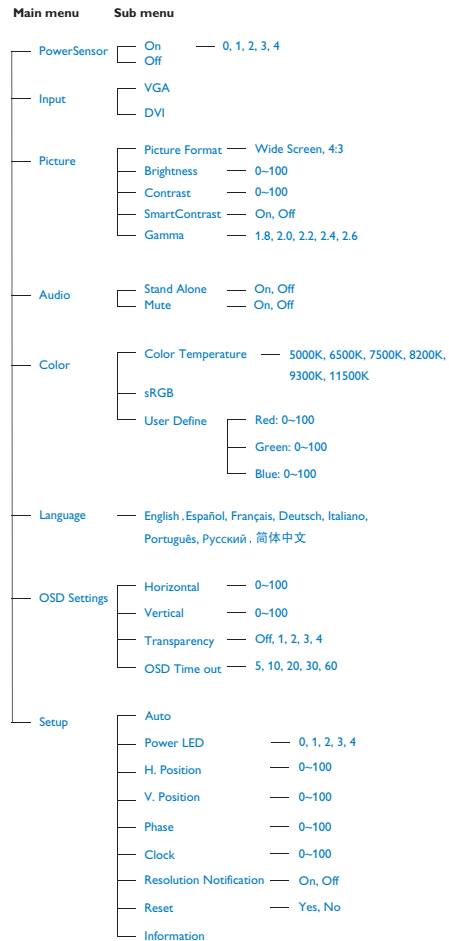 Main menu Sub menu
PowerSensor On 0, 1, 2, 3, 4
Off
Input VGA
DVI
Picture Picture Format Wide Screen, 4:3
Brightness 0~100
Contrast 0~100
SmartContrast On, Off
Gamma 1.8, 2.0, 2.2, 2.4, 2.6
Audio Stand Alone On, Off
Mute On, Off
Color Color Temperature 5000K, 6500K, 7500K, 8200K,
9300K, 11500K
sRGB
User Define Red: 0~100
Green: 0~100
Blue: 0~100
Language English , Español, Français, Deutsch, Italiano,
Português, Русский , 简体中文
OSD Settings Horizontal 0~100
Vertical 0~100
Transparency Off, 1, 2, 3, 4
OSD Time out 5, 10, 20, 30, 60
Setup Auto
Power LED 0, 1, 2, 3, 4
H. Position 0~100
V. Position 0~100
Phase 0~100
Clock 0~100
Resolution Notification On, Off
Reset Yes, No
Information